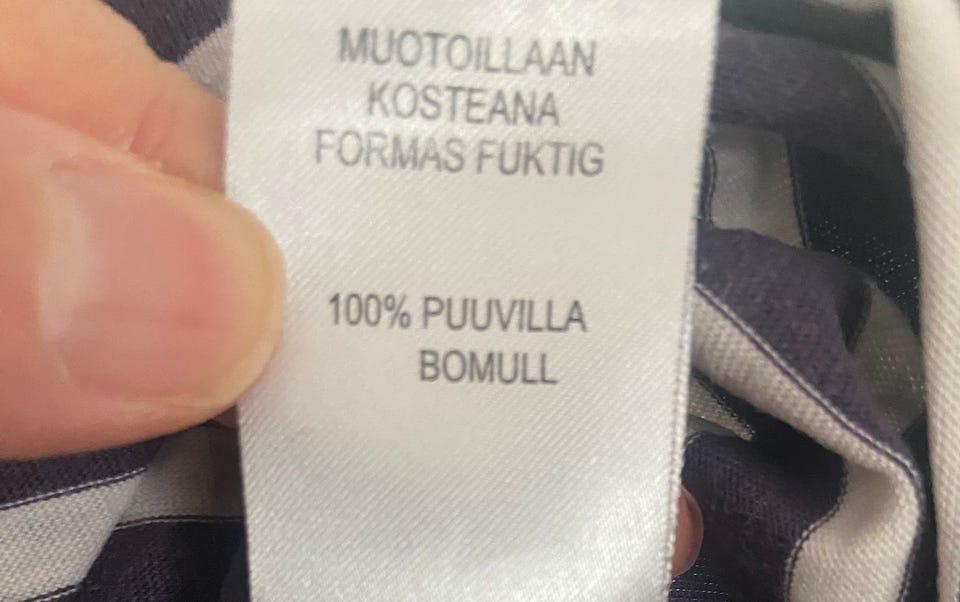 MUOTOILLAAN
KOSTEANA
FORMAS FUKTIG
100% PUUVILLA
BOMULL